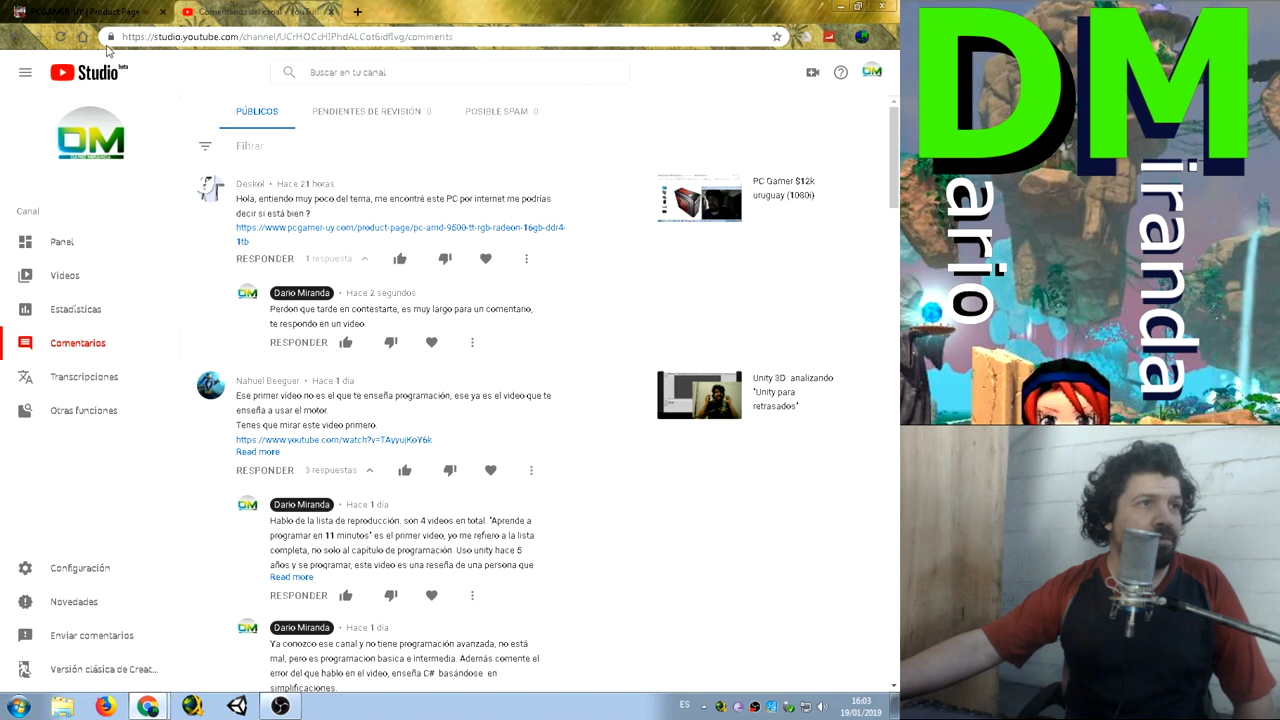 PCGAMER-UY | Product Page
Comentarios del canal - YouTub
https://studio.youtube.com/channel/UCrHOCcHIPhdALCot6idfIvg/comments
Studio beta
Buscar en tu canal
DM
PÚBLICOS
PENDIENTES DE REVISIÓN 0
POSIBLE SPAM 0
Filtrar
Canal
Panel
Videos
Estadísticas
Comentarios
Transcripciones
Otras funciones
Configuración
Novedades
Enviar comentarios
Versión clásica de Creat...
Deskol • Hace 21 horas
Hola, entiendo muy poco del tema, me encontré este PC por internet me podrías
decir si está bien ?
https://www.pcgamer-uy.com/product-page/pc-amd-9500-tt-rgb-radeon-16gb-ddr4-
1tb
RESPONDER 1 respuesta
PC Gamer $12k
uruguay (1060i)
Dario Miranda • Hace 2 segundos
Perdon que tarde en contestarte, es muy largo para un comentario,
te respondo en un video.
RESPONDER
Nahuel Beeguer • Hace 1 día
Ese primer video no es el que te enseña programación, ese ya es el video que te
enseña a usar el motor.
Tenes que mirar este video primero.
https://www.youtube.com/watch?v=TAyyujKoY6k
Read more
RESPONDER 3 respuestas
Unity 3D: analizando
"Unity para
retrasados"
Dario Miranda • Hace 1 día
Hablo de la lista de reproducción. son 4 videos en total. "Aprende a
programar en 11 minutos" es el primer video, yo me refiero a la lista
completa, no solo al capitulo de programación. Uso unity hace 5
años y se programar, este video es una reseña de una persona que
Read more
RESPONDER
Dario Miranda • Hace 1 día
Ya conozco ese canal y no tiene programación avanzada, no está
mal, pero es programacion basica e intermedia. Además comente el
error del que hablo en el video, enseña C# basándose en
simplificaciones.
ES
16:03
19/01/2019
Dario
Miranda